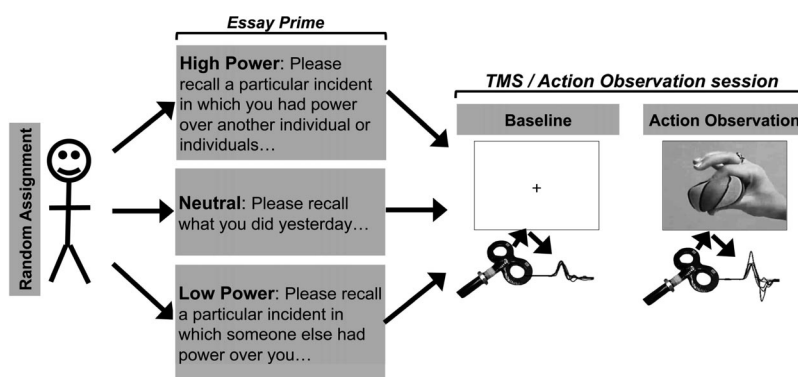 Essay Prime
Random Assignment
High Power: Please
recall a particular incident
in which you had power
over another individual or
individuals…
Neutral: Please recall
what you did yesterday…
Low Power: Please recall
a particular incident in
which someone else had
power over you…
TMS / Action Observation session
Baseline
Action Observation